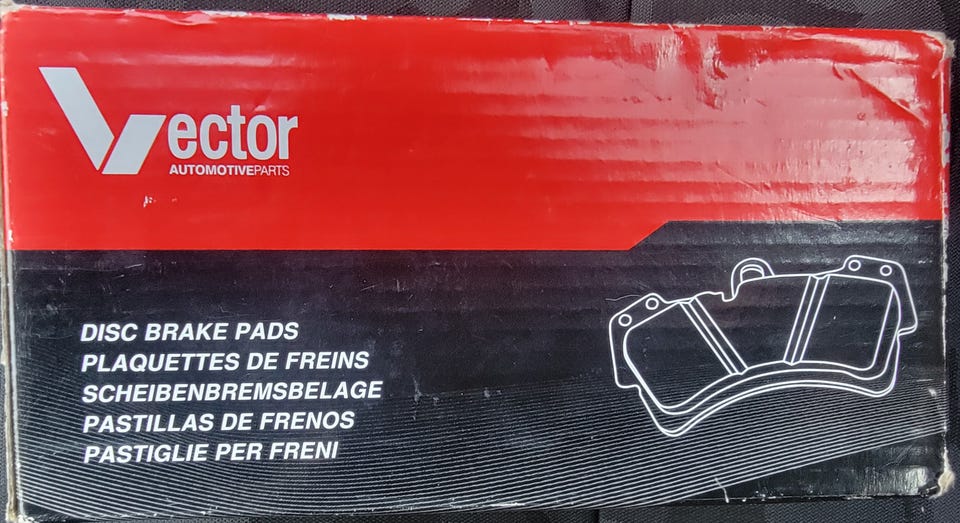 Vector
AUTOMOTIVEPARTS
DISC BRAKE PADS
PLAQUETTES DE FREINS
SCHEIBENBREMSBELAGE
PASTILLAS DE FRENOS
PASTIGLIE PER FRENI